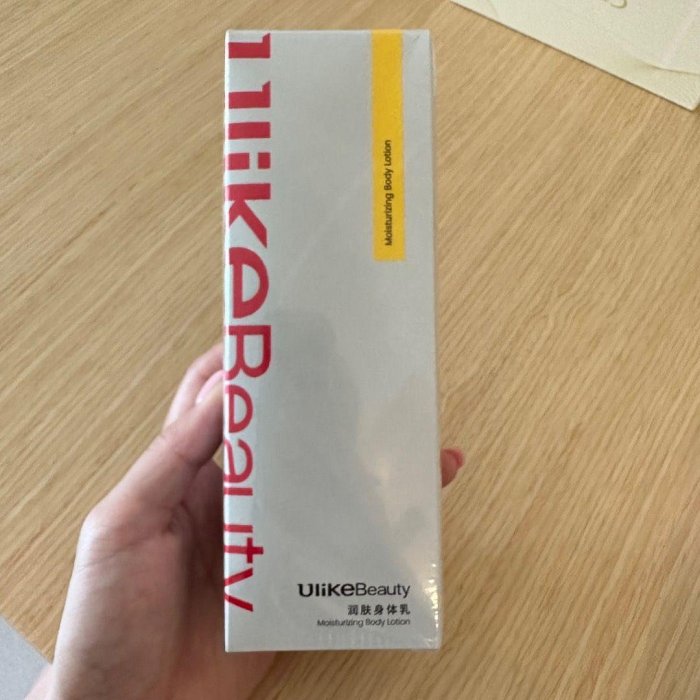 UlikeBeauty
Moisturizing Body Lotion
UlikeBeauty
润肤身体乳
Moisturizing Body Lotion